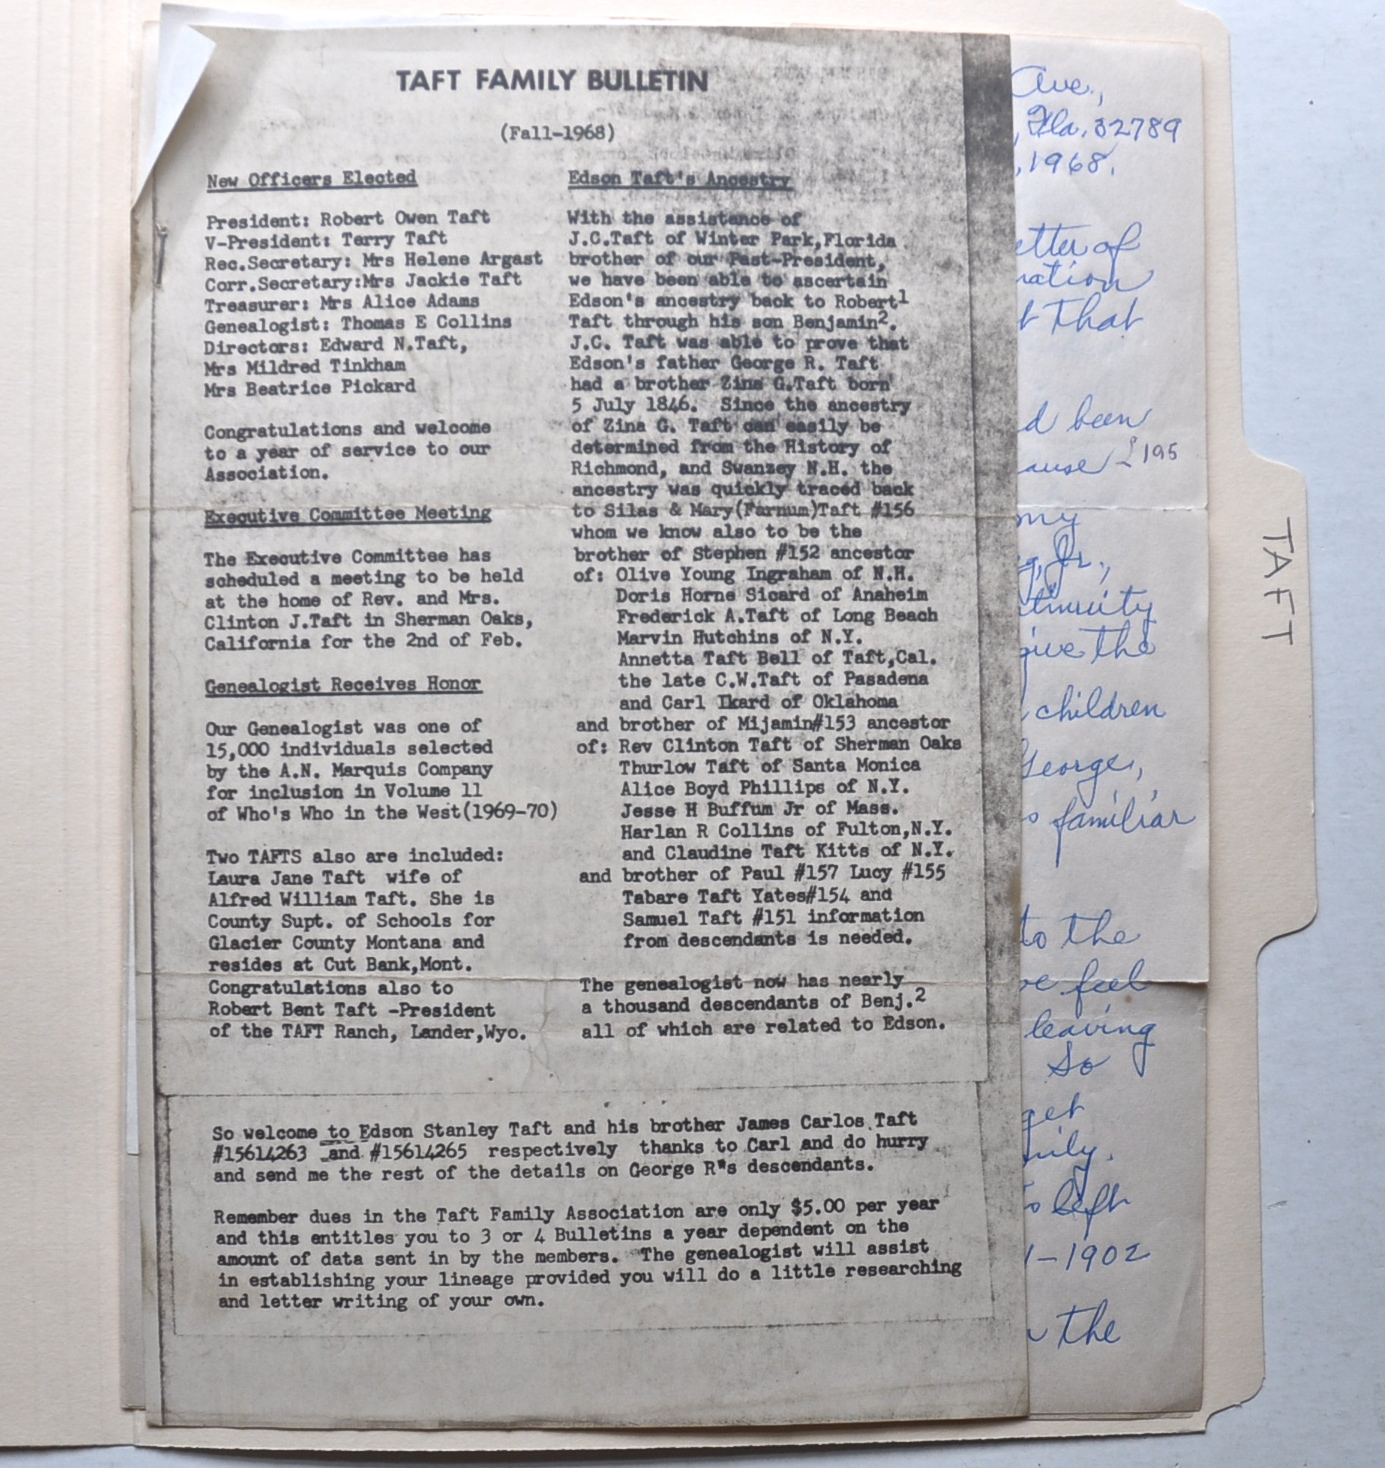 TAFT FAMILY BULLETIN
(Fall-1968)
New Officers Elected
President: Robert Owen Taft
V-President: Terry Taft
Rec.Secretary: Mrs Helene Argast
Corr.Secretary:Mrs Jackie Taft
Treasurer: Mrs Alice Adams
Genealogist: Thomas E Collins
Directors: Edward N.Taft,
Mrs Mildred Tinkham
Mrs Beatrice Pickard
Congratulations and welcome
to a year of service to our
Association.
Executive Committee Meeting
The Executive Committee has
scheduled a meeting to be held
at the home of Rev. and Mrs.
Clinton J.Taft in Sherman Oaks,
California for the 2nd of Feb.
Genealogist Receives Honor
Our Genealogist was one of
15,000 individuals selected
by the A.N. Marquis Company
for inclusion in Volume 11
of Who's Who in the West(1969-70)
Two TAFTS also are included:
Laura Jane Taft wife of
Alfred William Taft. She is
County Supt. of Schools for
Glacier County Montana and
resides at Cut Bank,Mont.
Congratulations also to
Robert Bent Taft -President
of the TAFT Ranch, Lander,Wyo.
Edson Taft's Ancestry
With the assistance of
J.C.Taft of Winter Park,Florida
brother of our Past-President,
we have been able to ascertain
Edson's ancestry back to Robert¹
Taft through his son Benjamin².
J.C. Taft was able to prove that
Edson's father George R. Taft
had a brother Zina G.Taft born
5 July 1846. Since the ancestry
of Zina G. Taft can easily be
determined from the History of
Richmond, and Swanzey N.H. the
ancestry was quickly traced back
to Silas & Mary(Farnum)Taft #156
whom we know also to be the
brother of Stephen #152 ancestor
of: Olive Young Ingraham of N.H.
Doris Horne Sicard of Anaheim
Frederick A.Taft of Long Beach
Marvin Hutchins of N.Y.
Annetta Taft Bell of Taft,Cal.
the late C.W.Taft of Pasadena
and Carl Ikard of Oklahoma
and brother of Mijamin#153 ancestor
of: Rev Clinton Taft of Sherman Oaks
Thurlow Taft of Santa Monica
Alice Boyd Phillips of N.Y.
Jesse H Buffum Jr of Mass.
Harlan R Collins of Fulton,N.Y.
and Claudine Taft Kitts of N.Y.
and brother of Paul #157 Lucy #155
Tabare Taft Yates#154 and
Samuel Taft #151 information
from descendants is needed.
The genealogist now has nearly
a thousand descendants of Benj.²
all of which are related to Edson.
So welcome to Edson Stanley Taft and his brother James Carlos Taft
#15614263 and #15614265 respectively thanks to Carl and do hurry
and send me the rest of the details on George R"s descendants.
Remember dues in the Taft Family Association are only $5.00 per year
and this entitles you to 3 or 4 Bulletins a year dependent on the
amount of data sent in by the members. The genealogist will assist
in establishing your lineage provided you will do a little researching
and letter writing of your own.
Ave.,
, Fla. 32789
, 1968.
etter of
t that
d been
ause 195
my
Jr.,
give the
children
George,
familiar
to the
feel
leaving
So
get
left
-1902
the
TAFT